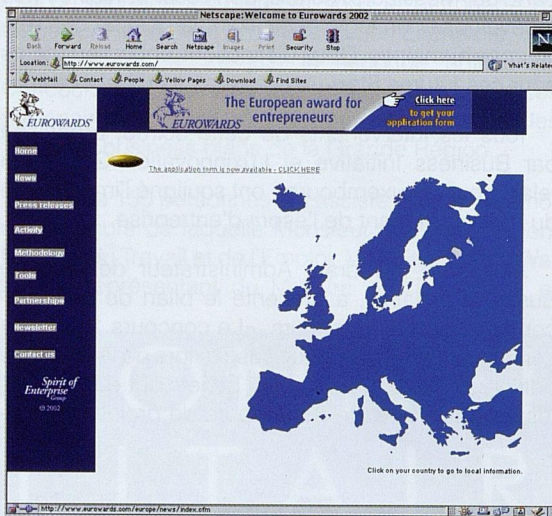 Netscape: Welcome to Eurowards 2002
Back Forward Reload Home Search Netscape Images Print Security Stop
N
Location: http://www.eurowards.com/ What's Related
WebMail Contact People Yellow Pages Download Find Sites
EUROWARDS
EUROWARDS
The European award for
entrepreneurs
Click here
to get your
application form
Home
News
Press releases
Activity
Methodology
Tools
Partnerships
Newsletter
Contact us
Spirit of
Enterprise
Group
© 2002
The application form is now available - CLICK HERE
Click on your country to go to local information.
http://www.eurowards.com/europe/news/index.cfm